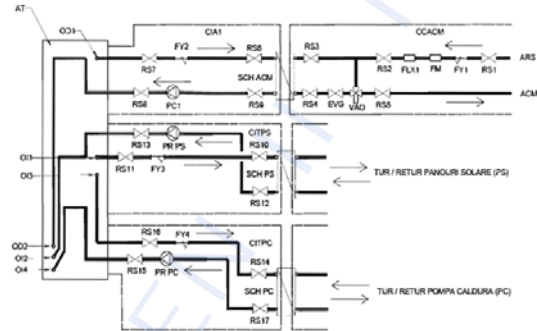 AT
CIA1
CCACM
OD1
FY2
RS6
RS3
RS7
RS2
FLX1
FM
FY1
RS1
ARS
SCH ACM
RS8
PC1
RS9
RS4
EVG
VAD
RS5
ACM
RS13
PR PS
CITPS
RS10
OI1
OI3
RS11
FY3
SCH PS
RS12
TUR / RETUR PANOURI SOLARE (PS)
RS16
FY4
CITPC
OD2
OI2
OI4
RS15
PR PC
RS14
SCH PC
RS17
TUR / RETUR POMPA CALDURA (PC)